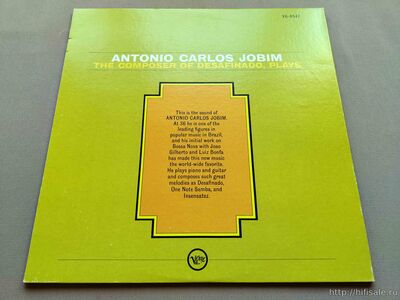 V6-8547
ANTONIO CARLOS JOBIM
THE COMPOSER OF DESAFINADO, PLAYS
This is the sound of
ANTONIO CARLOS JOBIM.
At 36 he is one of the
leading figures in
popular music in Brazil,
and his initial work on
Bossa Nova with Joao
Gilberto and Luiz Bonfa
has made this new music
the world-wide favorite.
He plays piano and guitar
and composes such great
melodies as Desafinado,
One Note Samba, and
Insensatez.
Verve
http://hifisale.ru